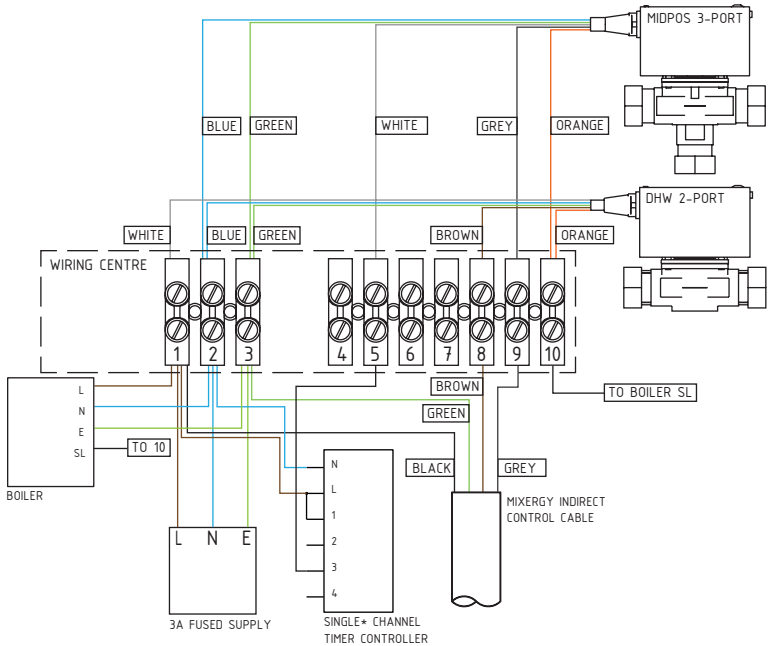 MIDPOS 3-PORT
BLUE
GREEN
WHITE
GREY
ORANGE
DHW 2-PORT
WHITE
BLUE
GREEN
BROWN
ORANGE
WIRING CENTRE
1 2 3 4 5 6 7 8 9 10
L
N
E
SL
TO 10
BOILER
BROWN
TO BOILER SL
GREEN
BLACK
GREY
MIXERGY INDIRECT
CONTROL CABLE
L N E
3A FUSED SUPPLY
N
L
1
2
3
4
SINGLE* CHANNEL
TIMER CONTROLLER